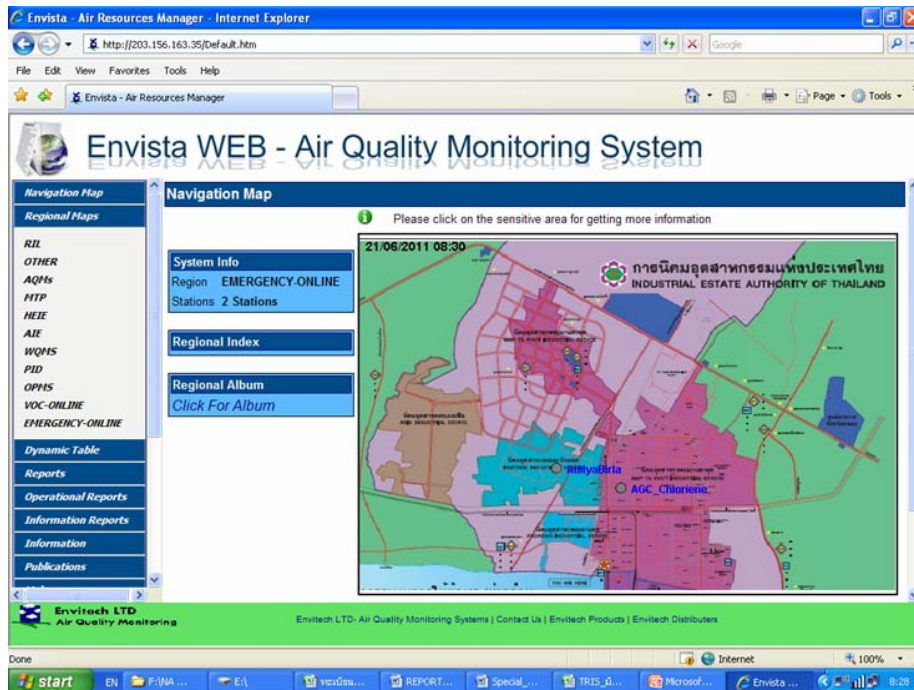 Envista - Air Resources Manager - Internet Explorer
http://203.156.163.35/Default.htm
Google
File Edit View Favorites Tools Help
Envista - Air Resources Manager
Page Tools
Envista WEB - Air Quality Monitoring System
Navigation Map
Regional Maps
RIL
OTHER
AQMs
MTP
HEIE
AIE
WQMS
PID
OPMS
VOC-ONLINE
EMERGENCY-ONLINE
Dynamic Table
Reports
Operational Reports
Information Reports
Information
Publications
Navigation Map
Please click on the sensitive area for getting more information
System Info
Region EMERGENCY-ONLINE
Stations 2 Stations
Regional Index
Regional Album
Click For Album
21/06/2011 08:30
การนิคมอุตสาหกรรมแห่งประเทศไทย
INDUSTRIAL ESTATE AUTHORITY OF THAILAND
AGC_Chloriene
Envitech LTD
Air Quality Monitoring
Envitech LTD- Air Quality Monitoring Systems | Contact Us | Envitech Products | Envitech Distributers
Done
Internet
100%
start
EN
F:\NA ...
E:\
REPORT...
Special_...
Microsof...
Envista ...
8:28